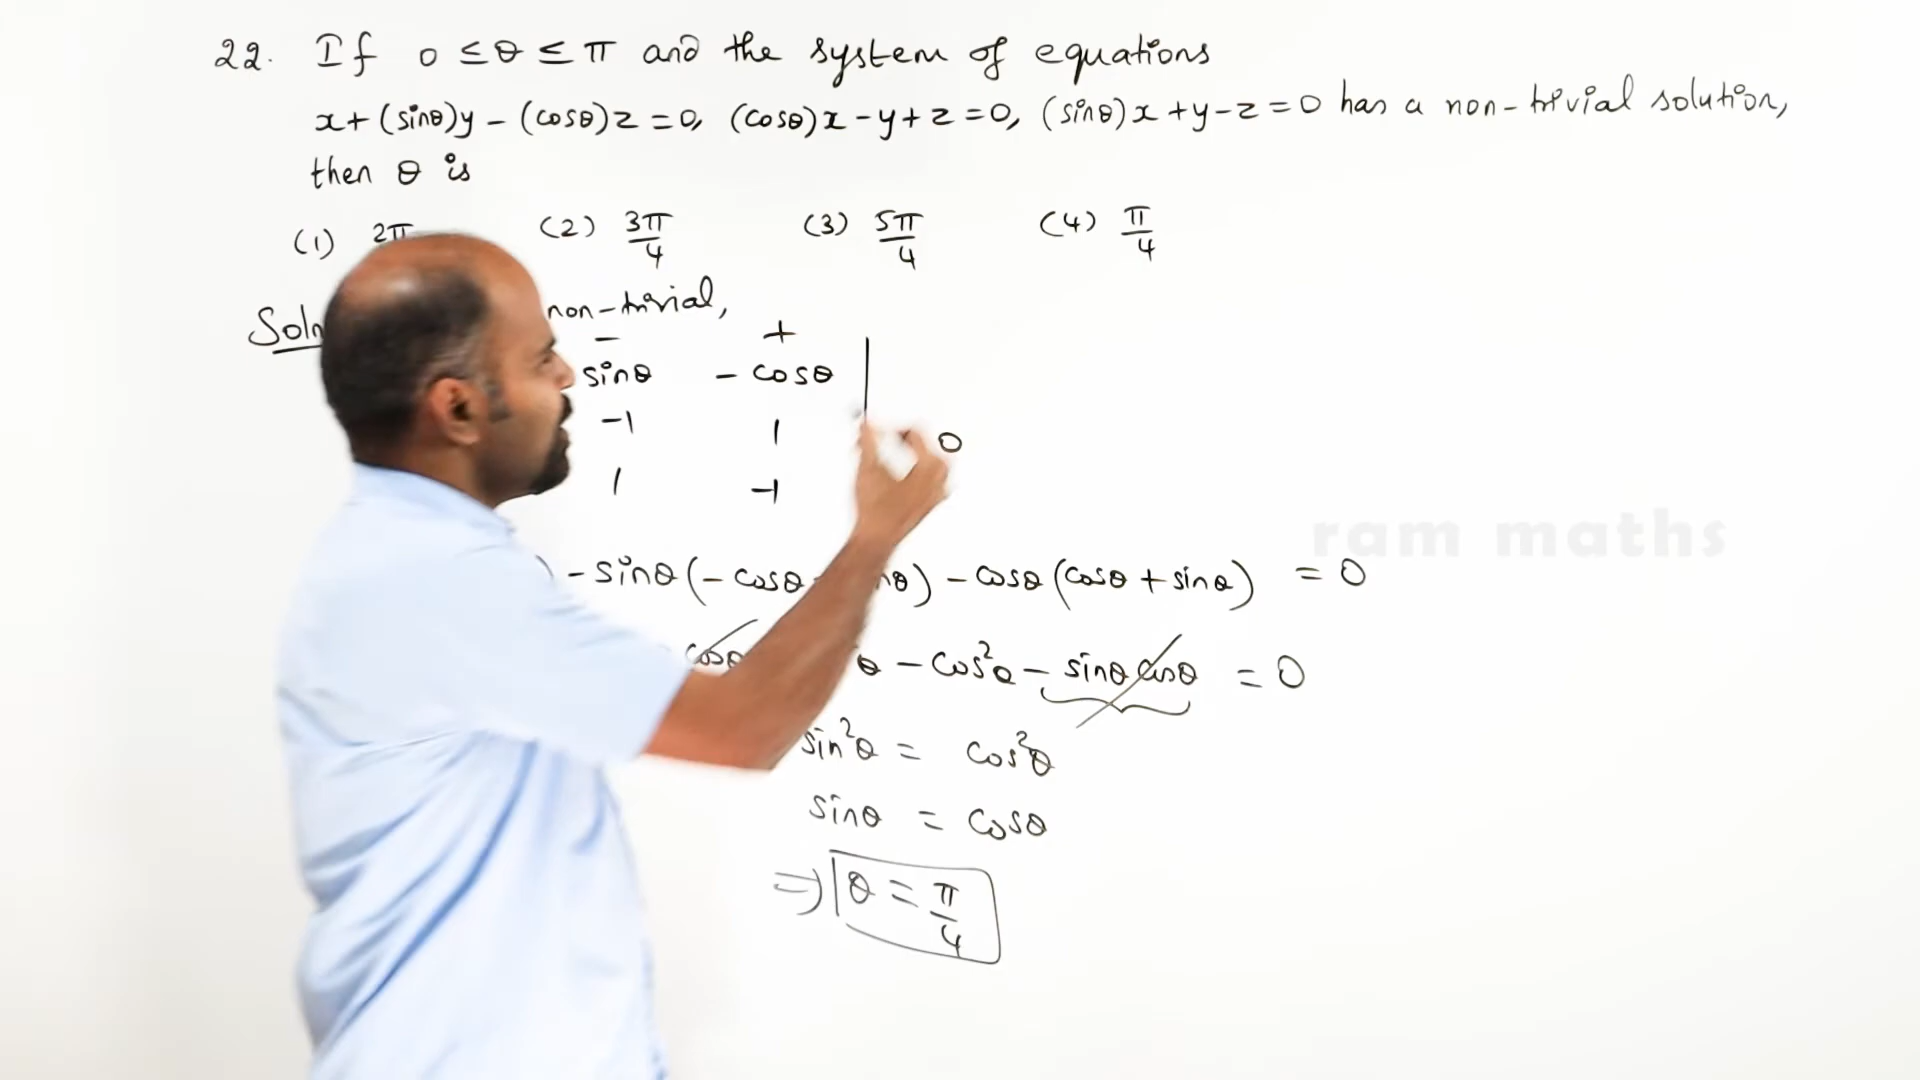 22. If 0 ≤ θ ≤ π and the system of equations
x + (sinθ)y - (cosθ)z = 0, (cosθ)x - y + z = 0, (sinθ)x + y - z = 0 has a non-trivial solution,
then θ is
(1) 2π (2) 3π/4 (3) 5π/4 (4) π/4
Soln non-trivial,
- +
sinθ - cosθ
-1 1
0
1 -1
ram maths
) - sinθ (- cosθ θ) - cosθ (cosθ + sinθ) = 0
cosθ θ - cos²θ - sinθ cosθ = 0
sin²θ = cos²θ
sinθ = cosθ
⇒ θ = π/4